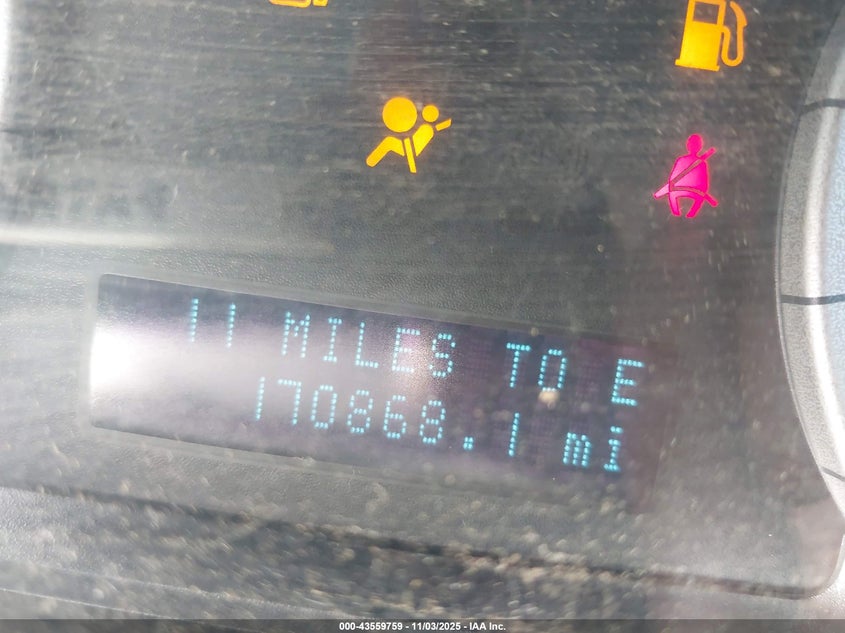 11 MILES TO E
170868.1 mi
000-43559759 - 11/03/2025 - IAA Inc.